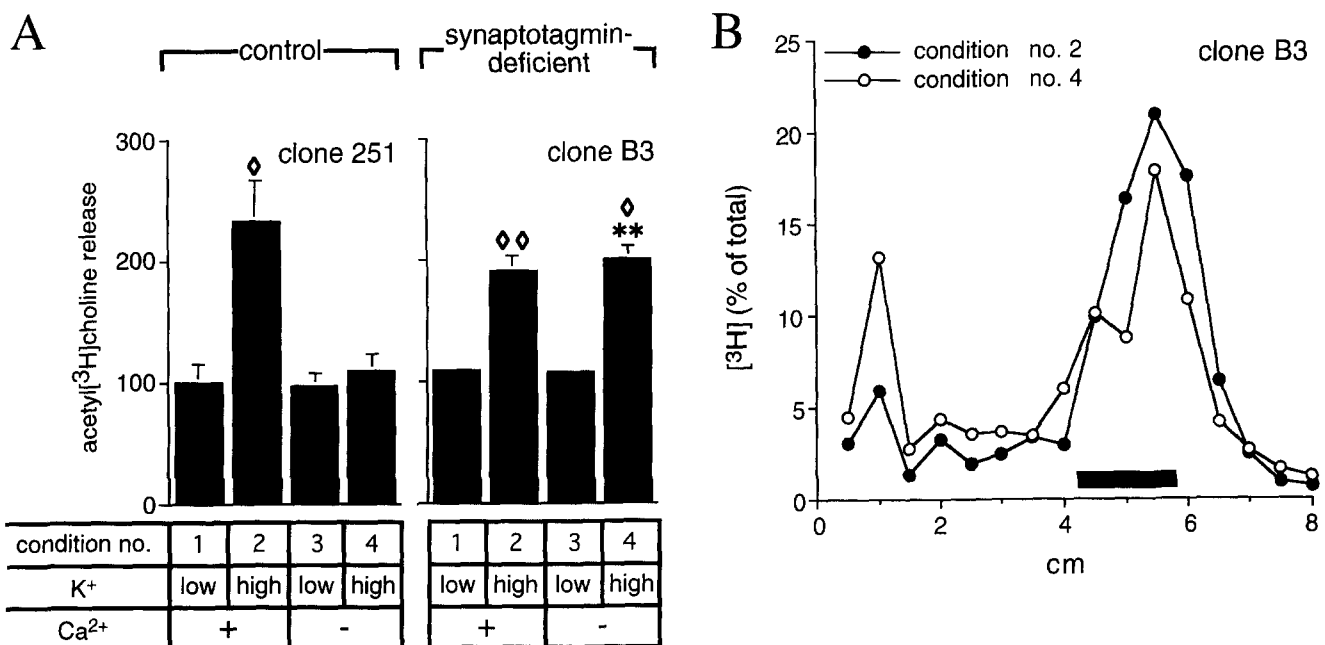 A
control
synaptotagmin-
deficient
acetyl[³H]choline release
300
200
100
0
clone 251
◊
clone B3
◊◊
◊
**
condition no. 1 2 3 4 1 2 3 4
K⁺ low high low high low high low high
Ca²⁺ + - + -
B
condition no. 2
condition no. 4
clone B3
[³H] (% of total)
25
20
15
10
5
0
0 2 4 6 8
cm